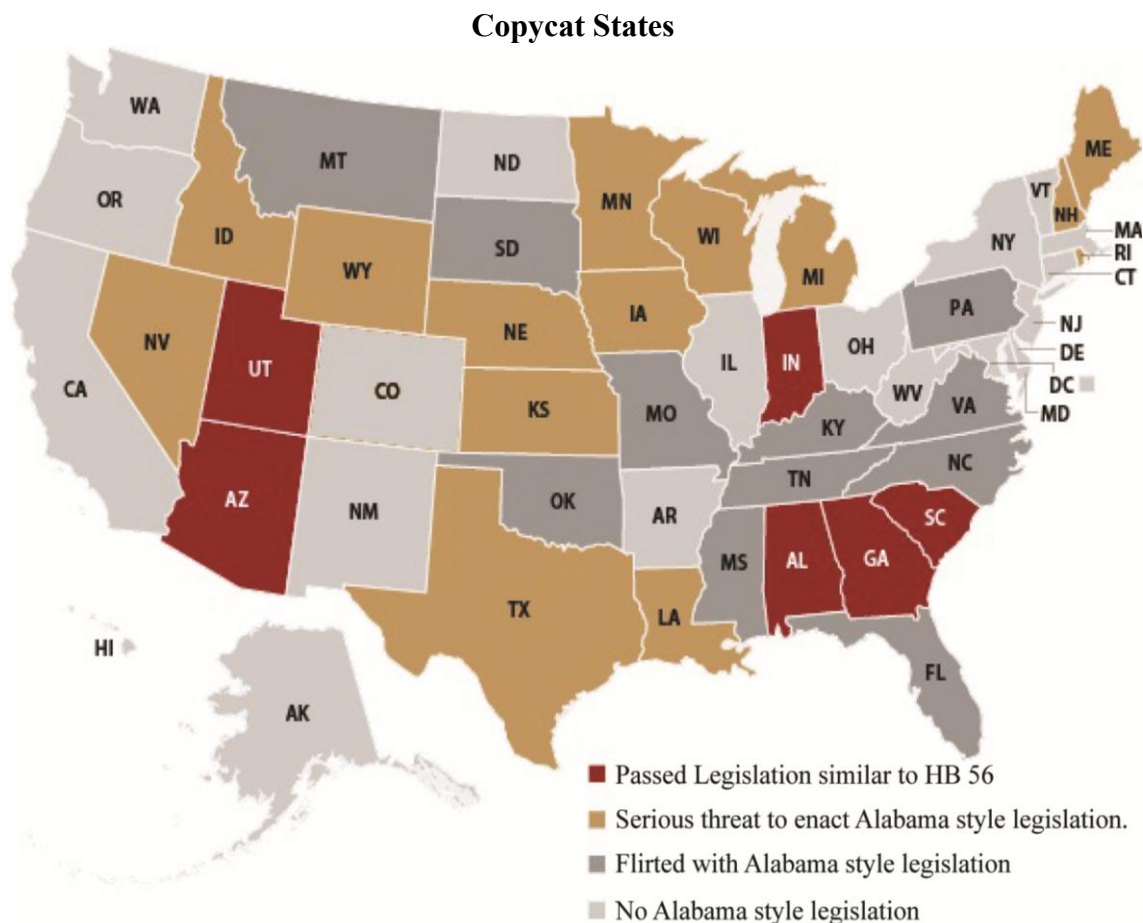 Copycat States
WA
MT
ND
MN
ME
OR
ID
SD
WI
VT
NH
NY
MA
RI
CT
WY
MI
PA
NV
NE
IA
NJ
UT
IL
IN
OH
DE
CA
CO
WV
DC
MD
KS
MO
KY
VA
AZ
NM
OK
AR
TN
NC
SC
MS
AL
GA
TX
LA
HI
FL
AK
Passed Legislation similar to HB 56
Serious threat to enact Alabama style legislation.
Flirted with Alabama style legislation
No Alabama style legislation